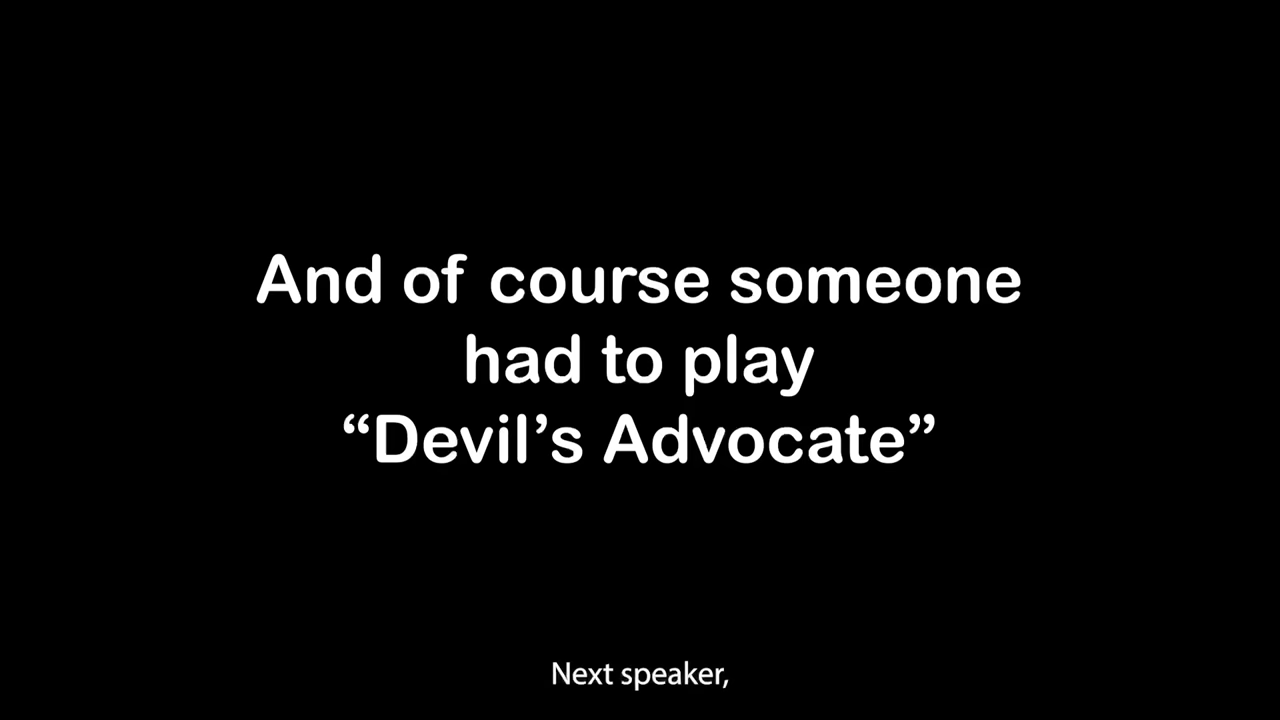 And of course someone
had to play
“Devil’s Advocate”
Next speaker,